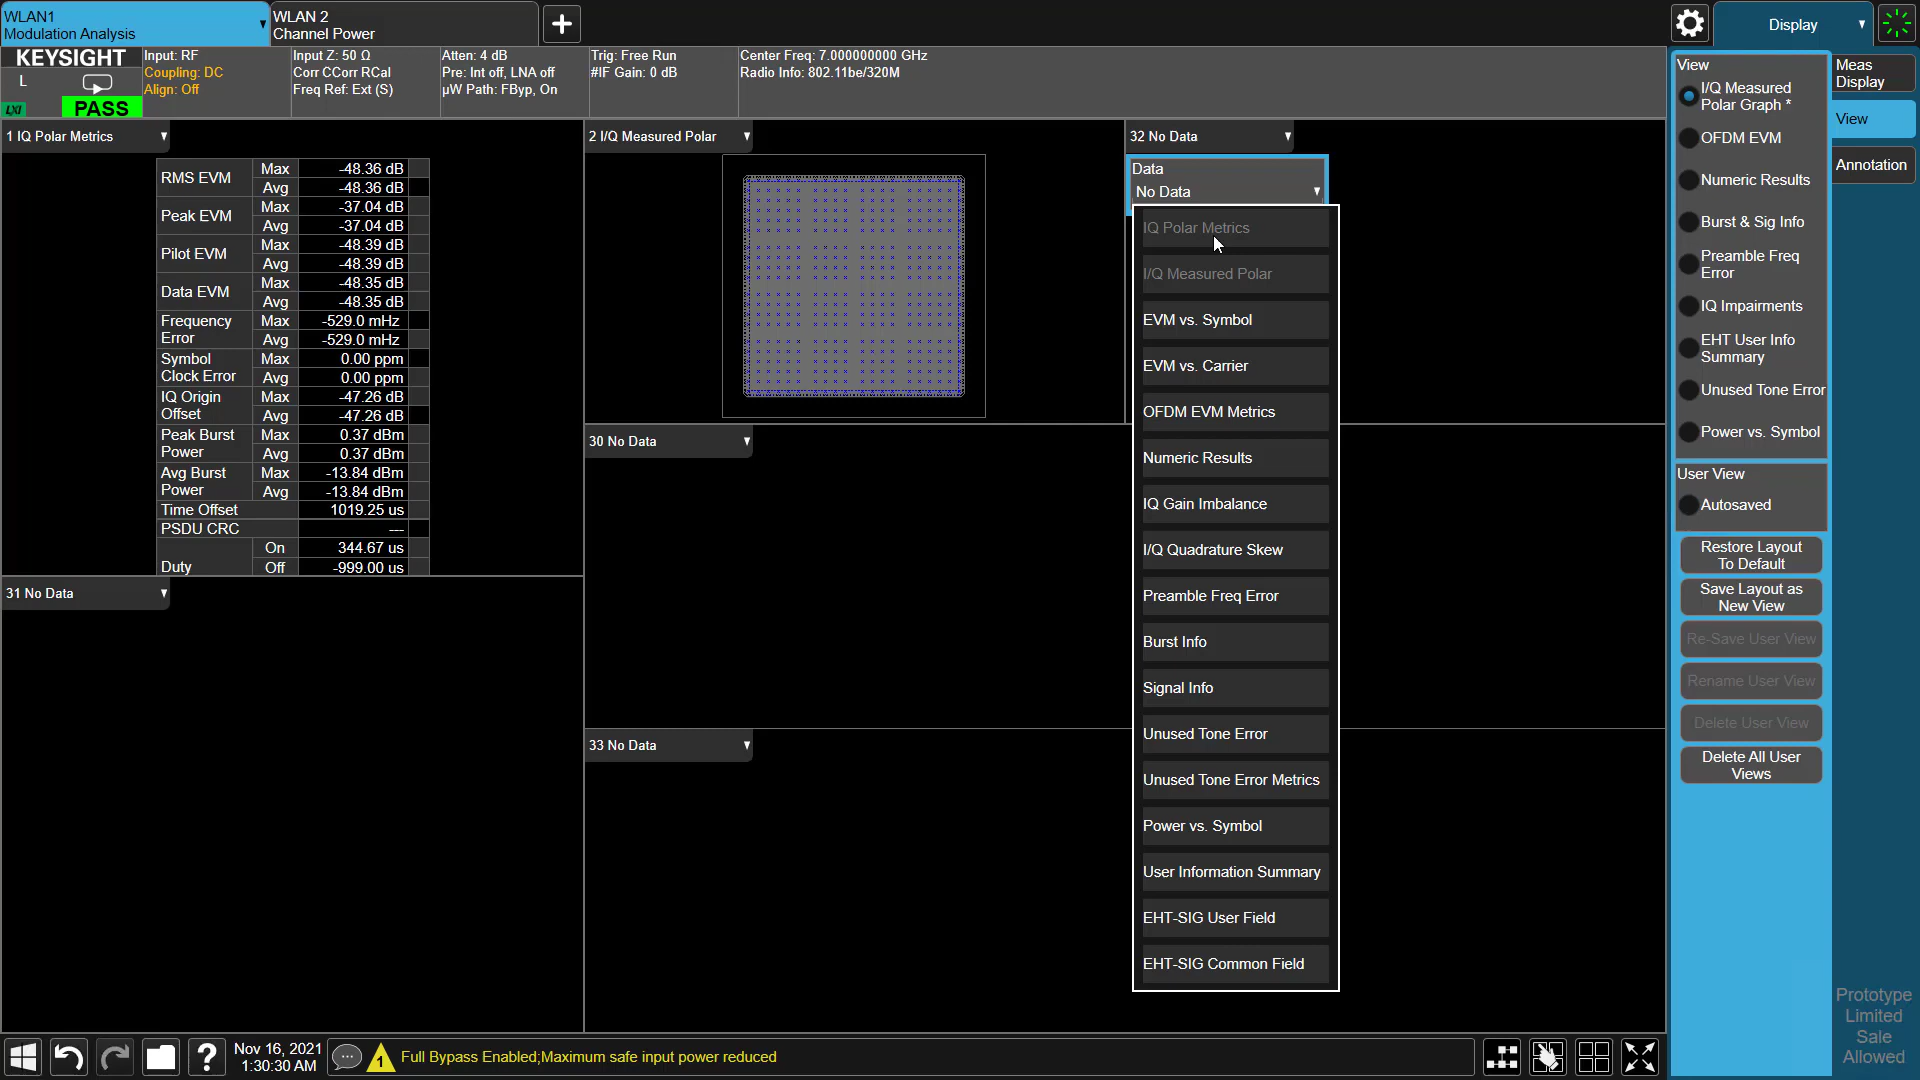 WLAN1
Modulation Analysis
WLAN 2
Channel Power
Display
KEYSIGHT
L
LXI
PASS
Input: RF
Coupling: DC
Align: Off
Input Z: 50 Ω
Corr CCorr RCal
Freq Ref: Ext (S)
Atten: 4 dB
Pre: Int off, LNA off
µW Path: FByp, On
Trig: Free Run
#IF Gain: 0 dB
Center Freq: 7.000000000 GHz
Radio Info: 802.11be/320M
1 IQ Polar Metrics
RMS EVM Max -48.36 dB
Avg -48.36 dB
Peak EVM Max -37.04 dB
Avg -37.04 dB
Pilot EVM Max -48.39 dB
Avg -48.39 dB
Data EVM Max -48.35 dB
Avg -48.35 dB
Frequency Error Max -529.0 mHz
Avg -529.0 mHz
Symbol Clock Error Max 0.00 ppm
Avg 0.00 ppm
IQ Origin Offset Max -47.26 dB
Avg -47.26 dB
Peak Burst Power Max 0.37 dBm
Avg 0.37 dBm
Avg Burst Power Max -13.84 dBm
Avg -13.84 dBm
Time Offset 1019.25 us
PSDU CRC ---
Duty On 344.67 us
Off -999.00 us
2 I/Q Measured Polar
30 No Data
31 No Data
33 No Data
32 No Data
Data
No Data
IQ Polar Metrics
I/Q Measured Polar
EVM vs. Symbol
EVM vs. Carrier
OFDM EVM Metrics
Numeric Results
IQ Gain Imbalance
I/Q Quadrature Skew
Preamble Freq Error
Burst Info
Signal Info
Unused Tone Error
Unused Tone Error Metrics
Power vs. Symbol
User Information Summary
EHT-SIG User Field
EHT-SIG Common Field
View
I/Q Measured
Polar Graph *
OFDM EVM
Numeric Results
Burst & Sig Info
Preamble Freq
Error
IQ Impairments
EHT User Info
Summary
Unused Tone Error
Power vs. Symbol
User View
Autosaved
Restore Layout
To Default
Save Layout as
New View
Re-Save User View
Rename User View
Delete User View
Delete All User
Views
Meas
Display
View
Annotation
Prototype
Limited
Sale
Allowed
?
Nov 16, 2021
1:30:30 AM
1
Full Bypass Enabled;Maximum safe input power reduced